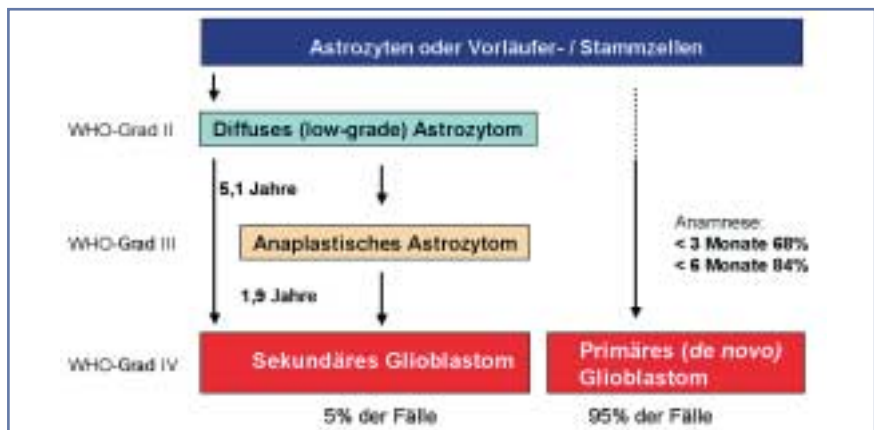 Astrozyten oder Vorläufer- / Stammzellen
WHO-Grad II
Diffuses (low-grade) Astrozytom
5,1 Jahre
WHO-Grad III
Anaplastisches Astrozytom
Anamnese:
< 3 Monate 68%
< 6 Monate 84%
1,9 Jahre
WHO-Grad IV
Sekundäres Glioblastom
Primäres (de novo)
Glioblastom
5% der Fälle
95% der Fälle